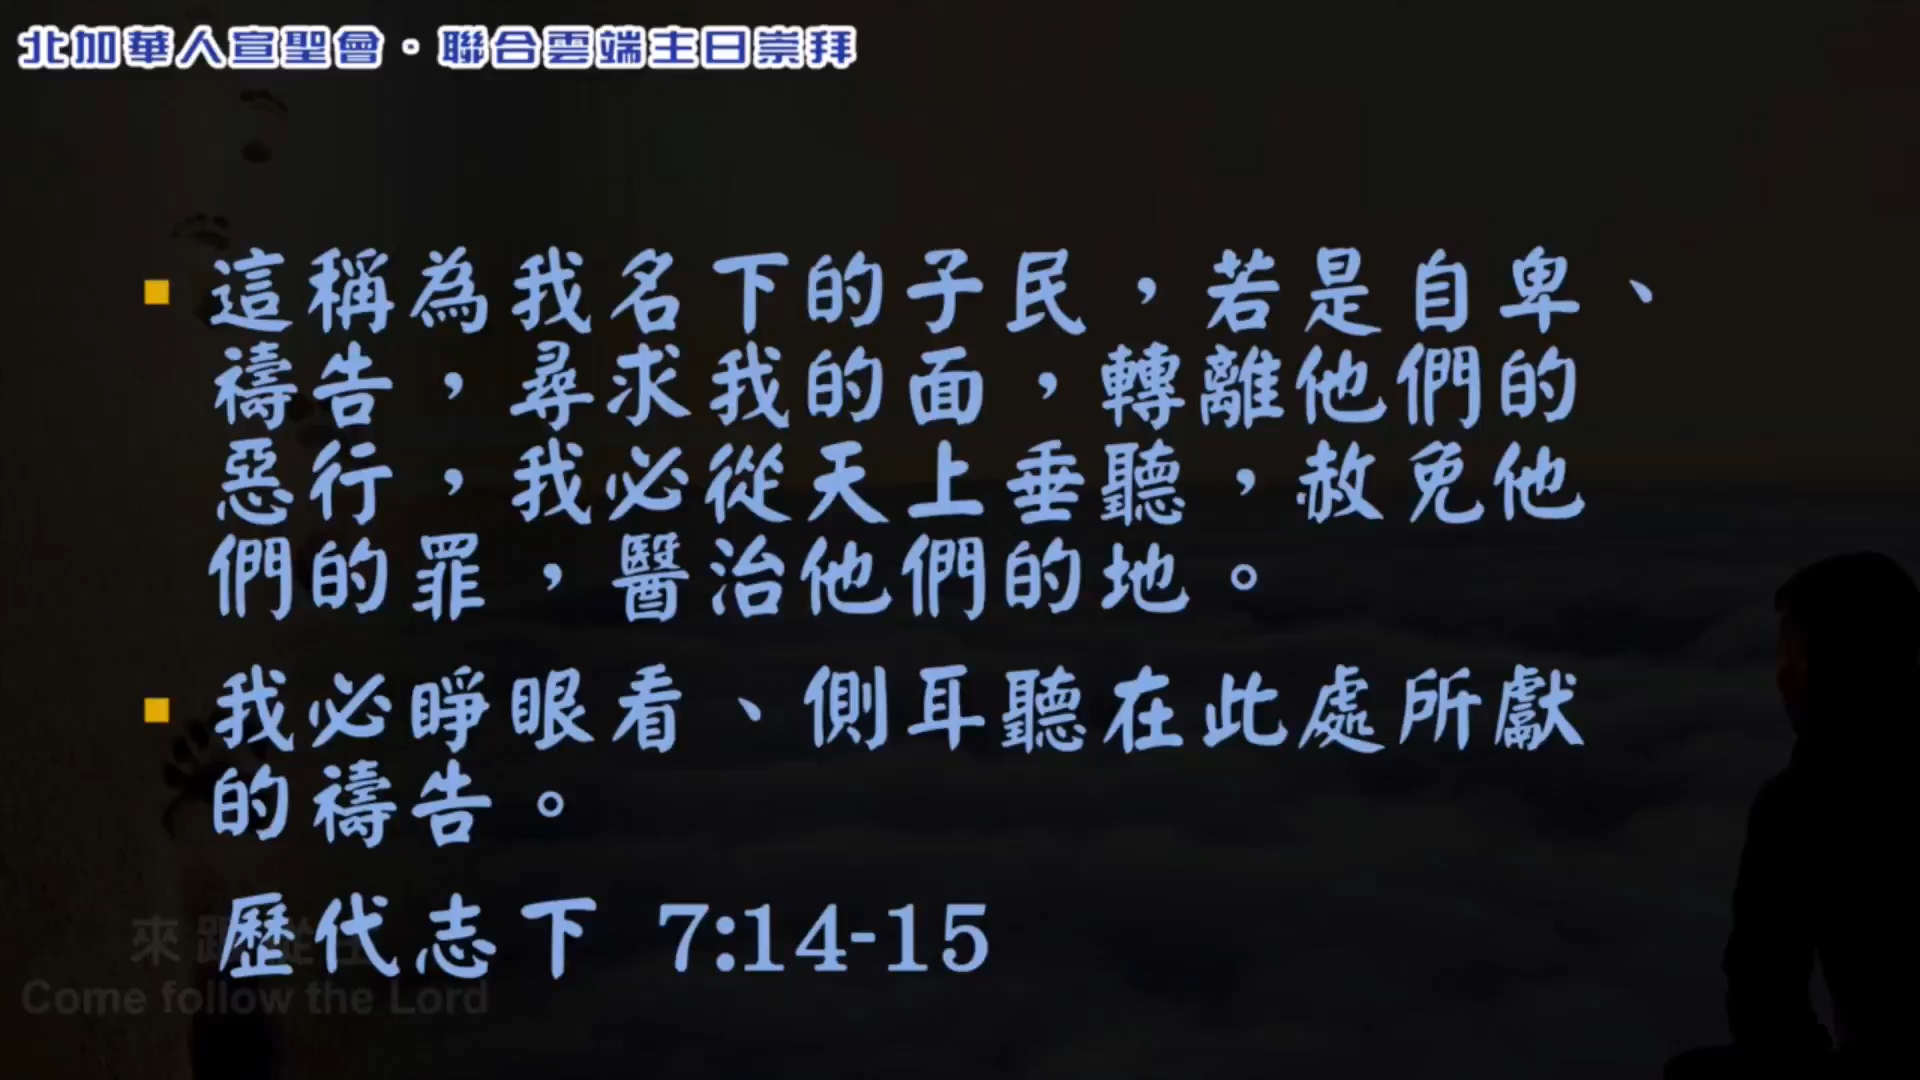 北加華人宣聖會。聯合雲端主日崇拜
這稱為我名下的子民，若是自卑、
禱告，尋求我的面，轉離他們的
惡行，我必從天上垂聽，赦免他
們的罪，醫治他們的地。
我必睜眼看、側耳聽在此處所獻
的禱告。
歷代志下 7:14-15
來跟從主
Come follow the Lord